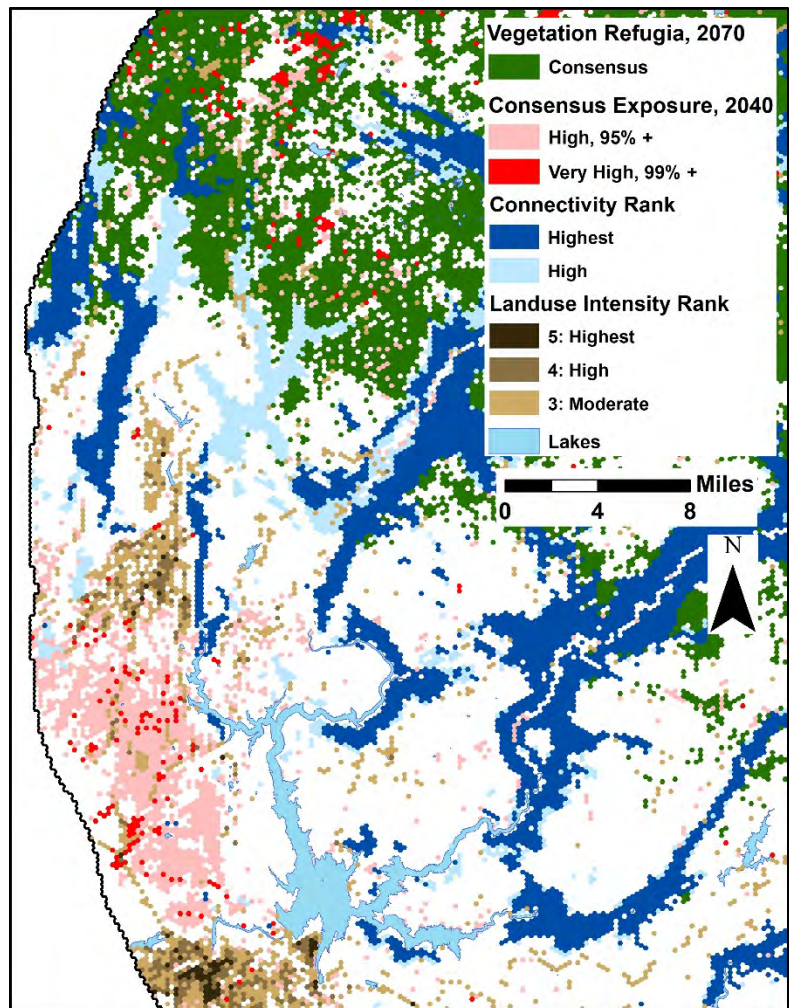 Vegetation Refugia, 2070
Consensus
Consensus Exposure, 2040
High, 95% +
Very High, 99% +
Connectivity Rank
Highest
High
Landuse Intensity Rank
5: Highest
4: High
3: Moderate
Lakes
Miles
0 4 8
N